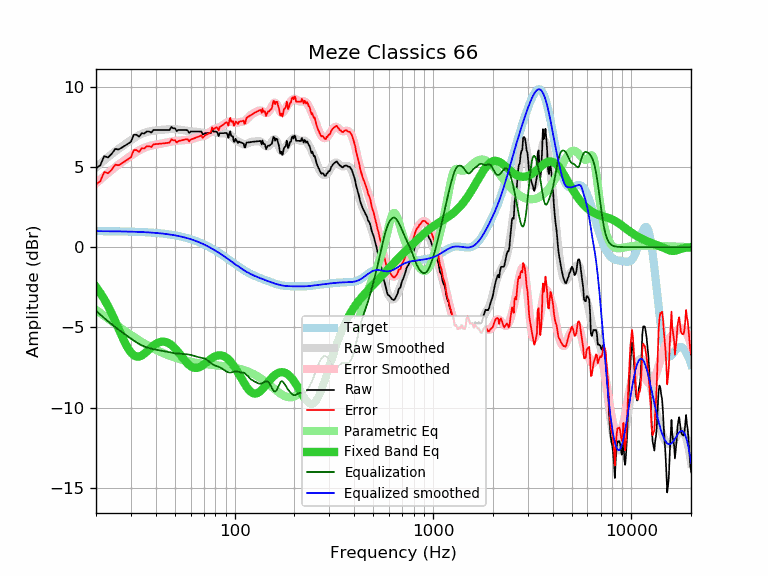 Meze Classics 66
10
5
0
−5
−10
−15
Amplitude (dBr)
Target
Raw Smoothed
Error Smoothed
Raw
Error
Parametric Eq
Fixed Band Eq
Equalization
Equalized smoothed
100 1000 10000
Frequency (Hz)